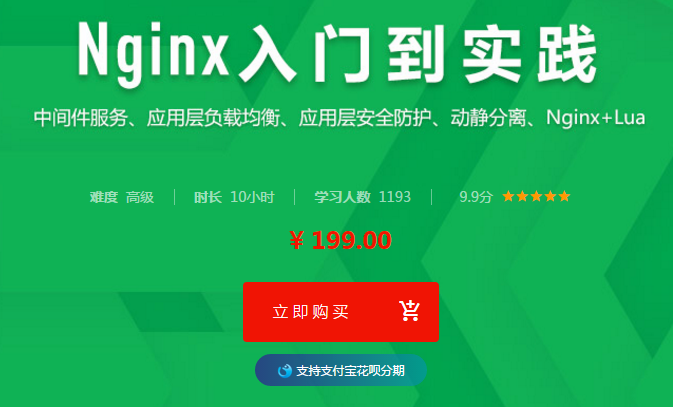 Nginx入门到实践
中间件服务、应用层负载均衡、应用层安全防护、动静分离、Nginx+Lua
难度 高级 时长 10小时 学习人数 1193 9.9分
¥ 199.00
立即购买
支持支付宝花呗分期